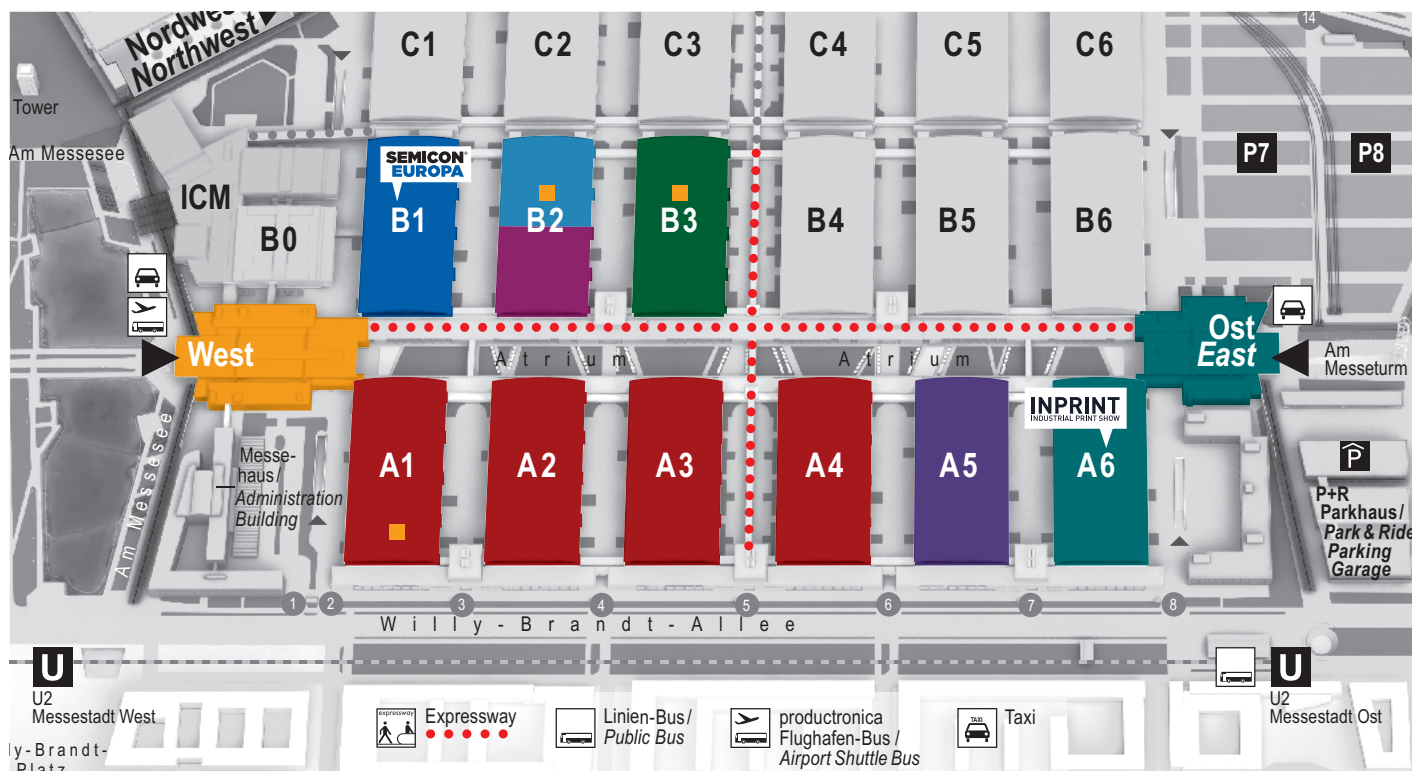 Nordwest
Northwest
C1
C2
C3
C4
C5
C6
14
Tower
Am Messesee
ICM
B0
SEMICON
EUROPA
B1
B2
B3
B4
B5
B6
P7
P8
West
Atrium
Atrium
Ost
East
Am
Messeturm
Am Messesee
Messe-
haus/
Administration
Building
A1
A2
A3
A4
A5
INPRINT
INDUSTRIAL PRINT SHOW
A6
P
P+R
Parkhaus/
Park & Ride
Parking
Garage
1
2
3
4
5
6
7
8
Willy-Brandt-Allee
U
U2
Messestadt West
ly-Brandt-
Platz
expressway
Expressway
Linien-Bus/
Public Bus
productronica
Flughafen-Bus/
Airport Shuttle Bus
TAXI
Taxi
U
U2
Messestadt Ost